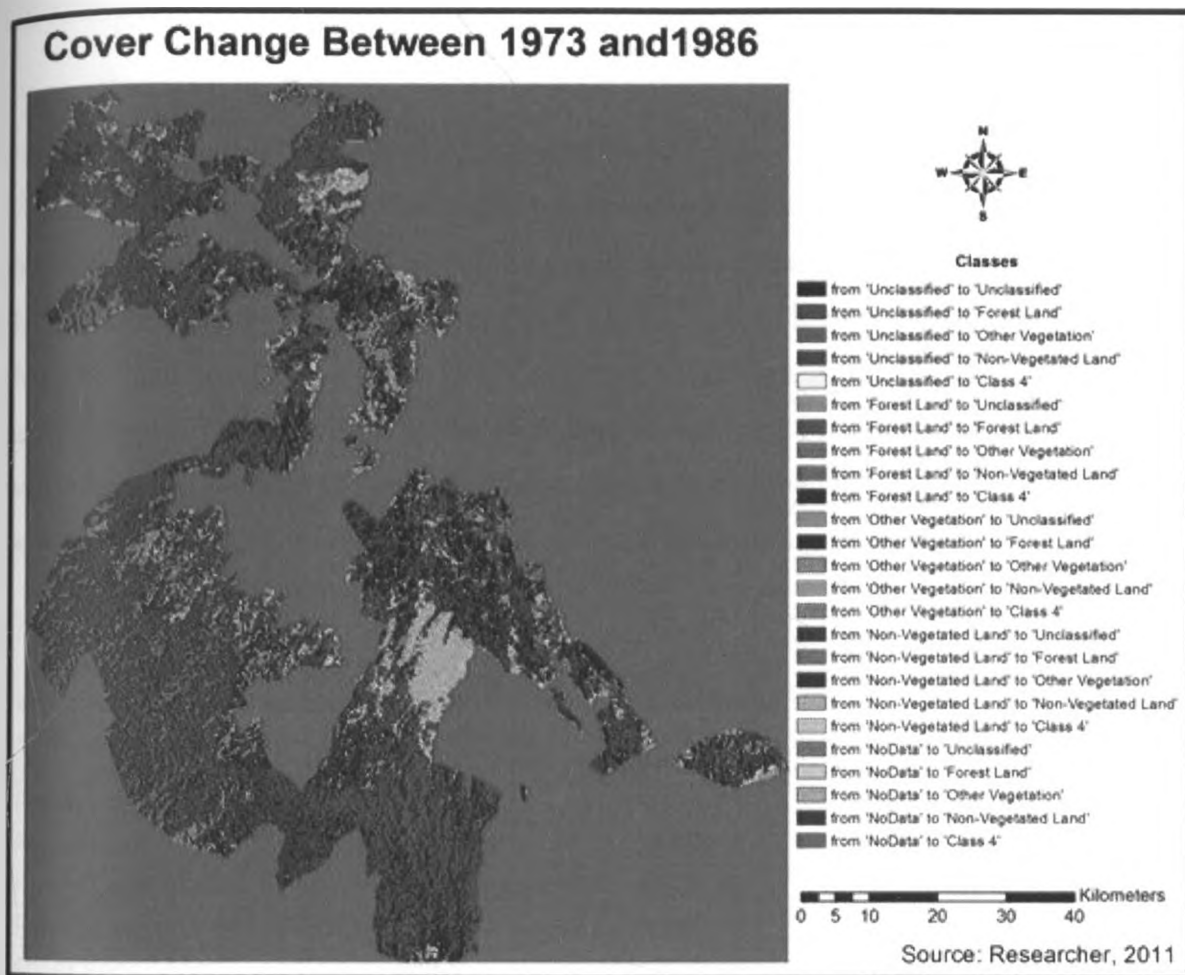 Cover Change Between 1973 and1986
N
W E
S
Classes
from 'Unclassified' to 'Unclassified'
from 'Unclassified' to 'Forest Land'
from 'Unclassified' to 'Other Vegetation'
from 'Unclassified' to 'Non-Vegetated Land'
from 'Unclassified' to 'Class 4'
from 'Forest Land' to 'Unclassified'
from 'Forest Land' to 'Forest Land'
from 'Forest Land' to 'Other Vegetation'
from 'Forest Land' to 'Non-Vegetated Land'
from 'Forest Land' to 'Class 4'
from 'Other Vegetation' to 'Unclassified'
from 'Other Vegetation' to 'Forest Land'
from 'Other Vegetation' to 'Other Vegetation'
from 'Other Vegetation' to 'Non-Vegetated Land'
from 'Other Vegetation' to 'Class 4'
from 'Non-Vegetated Land' to 'Unclassified'
from 'Non-Vegetated Land' to 'Forest Land'
from 'Non-Vegetated Land' to 'Other Vegetation'
from 'Non-Vegetated Land' to 'Non-Vegetated Land'
from 'Non-Vegetated Land' to 'Class 4'
from 'NoData' to 'Unclassified'
from 'NoData' to 'Forest Land'
from 'NoData' to 'Other Vegetation'
from 'NoData' to 'Non-Vegetated Land'
from 'NoData' to 'Class 4'
Kilometers
0 5 10 20 30 40
Source: Researcher, 2011